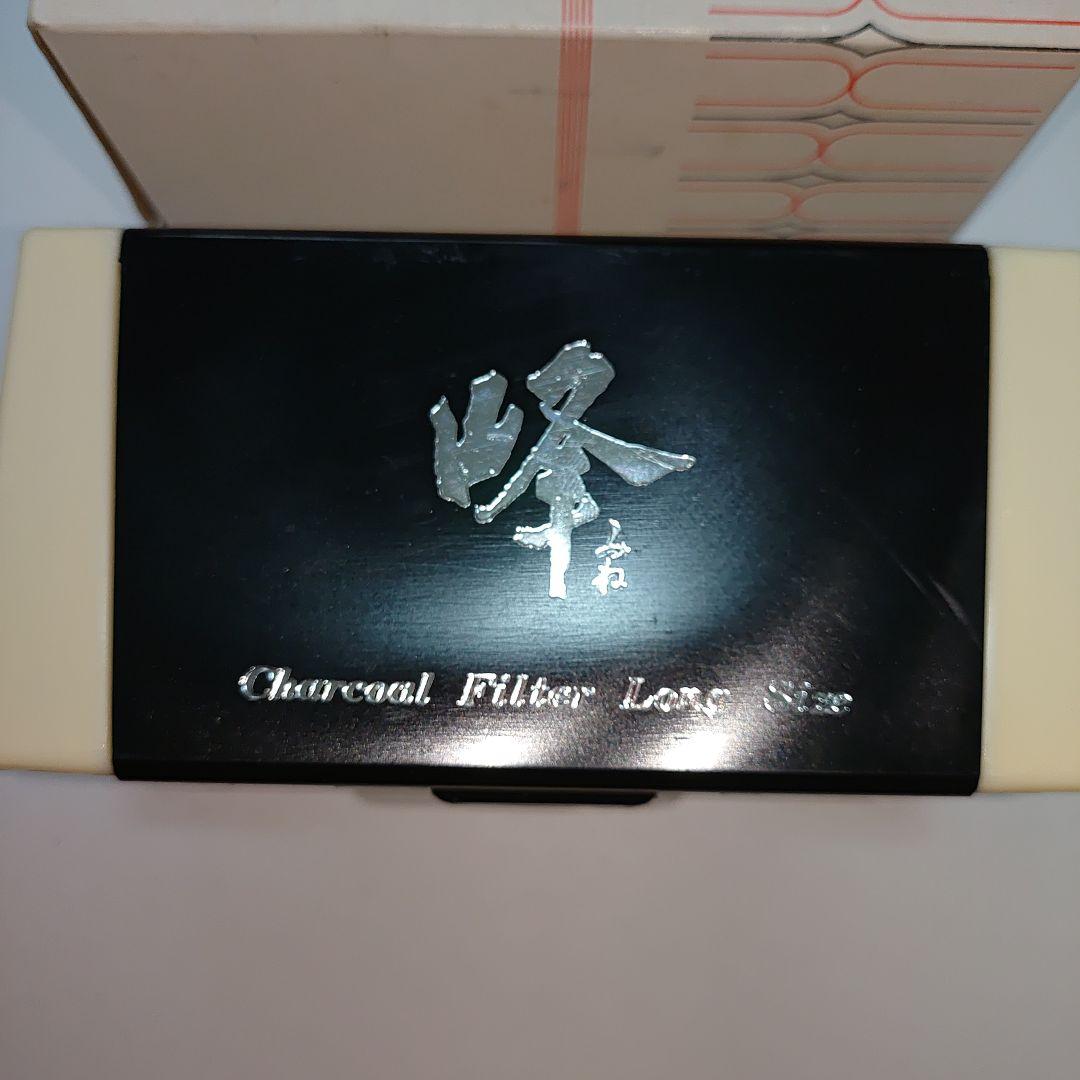 峰
みね
Charcoal Filter Long Size